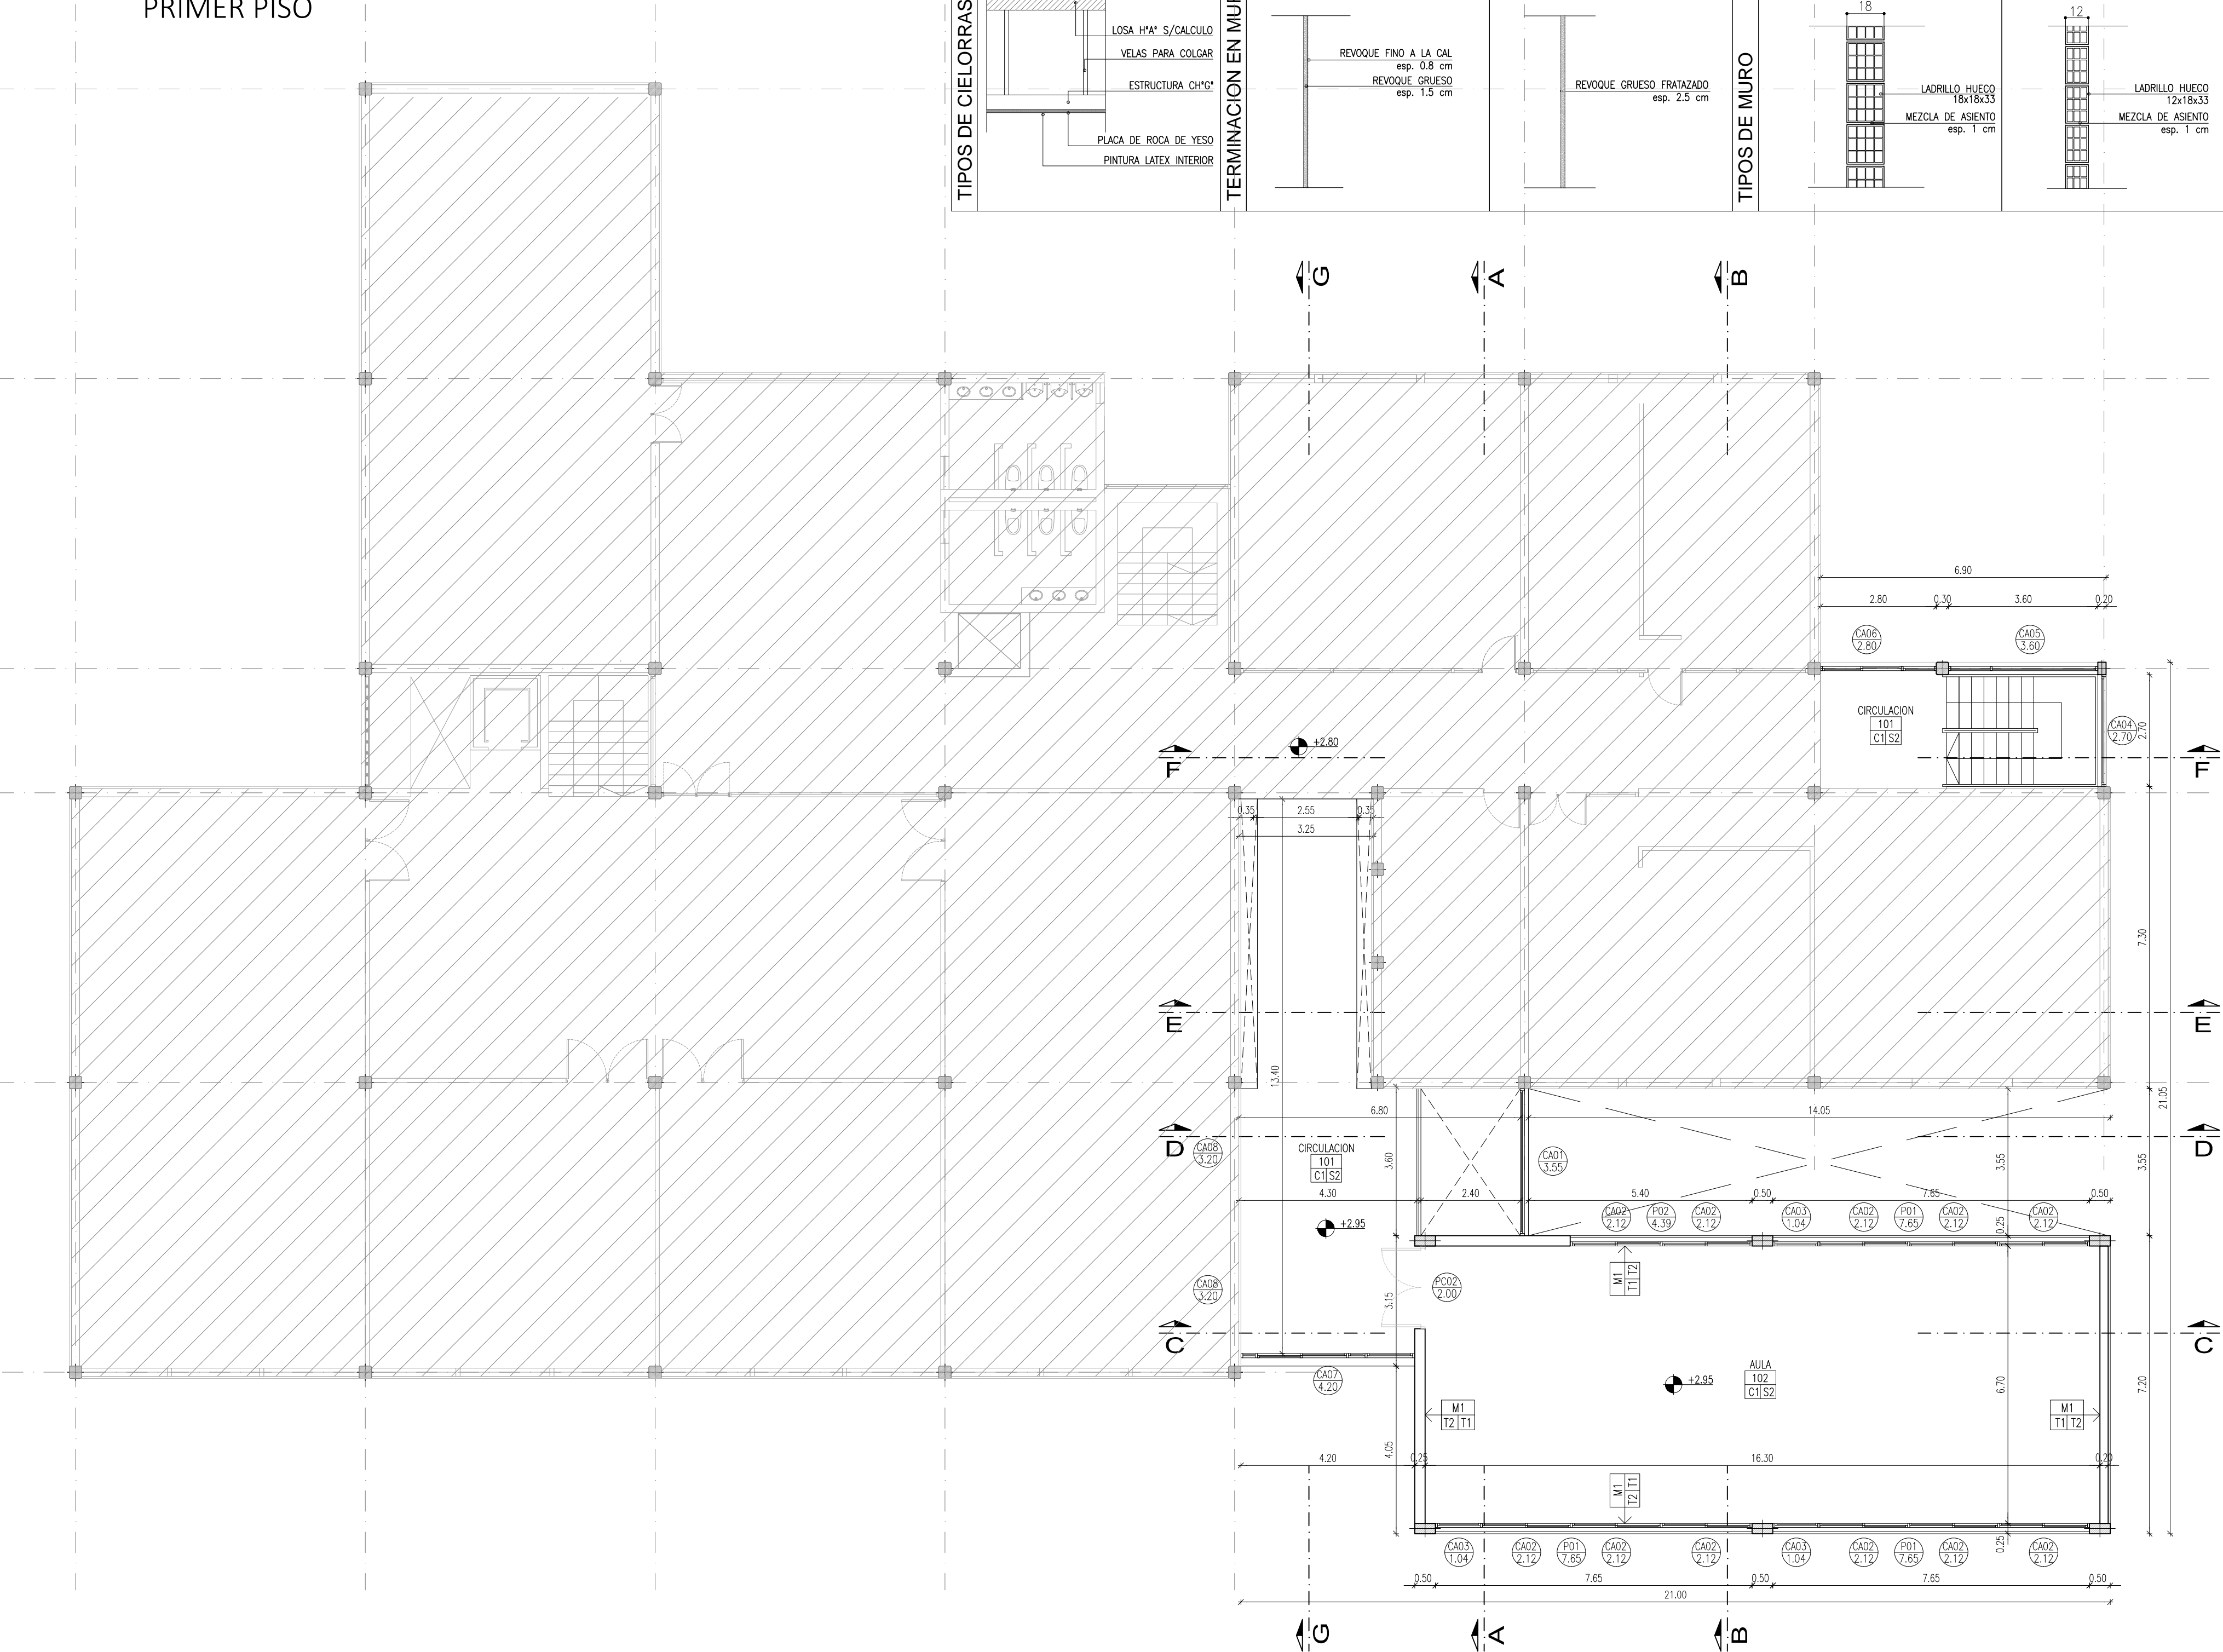 PRIMER PISO
TIPOS DE CIELORRAS
LOSA HºAº S/CALCULO
VELAS PARA COLGAR
ESTRUCTURA CHºGº
PLACA DE ROCA DE YESO
PINTURA LATEX INTERIOR
TERMINACION EN MUR
REVOQUE FINO A LA CAL
esp. 0.8 cm
REVOQUE GRUESO
esp. 1.5 cm
REVOQUE GRUESO FRATAZADO
esp. 2.5 cm
TIPOS DE MURO
18
LADRILLO HUECO
18x18x33
MEZCLA DE ASIENTO
esp. 1 cm
12
LADRILLO HUECO
12x18x33
MEZCLA DE ASIENTO
esp. 1 cm
G
A
B
6.90
2.80
0.30
3.60
0.20
CA06
2.80
CA05
3.60
CIRCULACION
101
C1 S2
CA04
2.70
2.70
+2.80
F
F
0.35
2.55
0.35
3.25
7.30
E
E
13.40
21.05
6.80
14.05
D
D
CA08
3.20
CIRCULACION
101
C1 S2
3.60
CA01
3.55
3.55
3.55
4.30
2.40
5.40
0.50
7.65
0.50
CA02
2.12
P02
4.39
CA02
2.12
CA03
1.04
CA02
2.12
P01
7.65
CA02
2.12
CA02
2.12
0.25
+2.95
M1
T1 T2
CA08
3.20
PC02
2.00
3.15
C
C
CA07
4.20
+2.95
AULA
102
C1 S2
6.70
7.20
M1
T2 T1
M1
T1 T2
4.05
4.20
0.25
16.30
0.20
M1
T2 T1
CA03
1.04
CA02
2.12
P01
7.65
CA02
2.12
CA02
2.12
CA03
1.04
CA02
2.12
P01
7.65
CA02
2.12
CA02
2.12
0.25
0.50
7.65
0.50
7.65
0.50
21.00
G
A
B